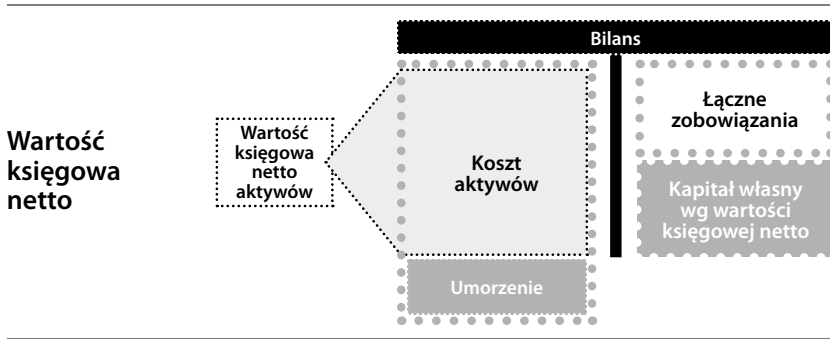 Bilans
Wartość
księgowa
netto
Wartość
księgowa
netto
aktywów
Koszt
aktywów
Umorzenie
Łączne
zobowiązania
Kapitał własny
wg wartości
księgowej netto